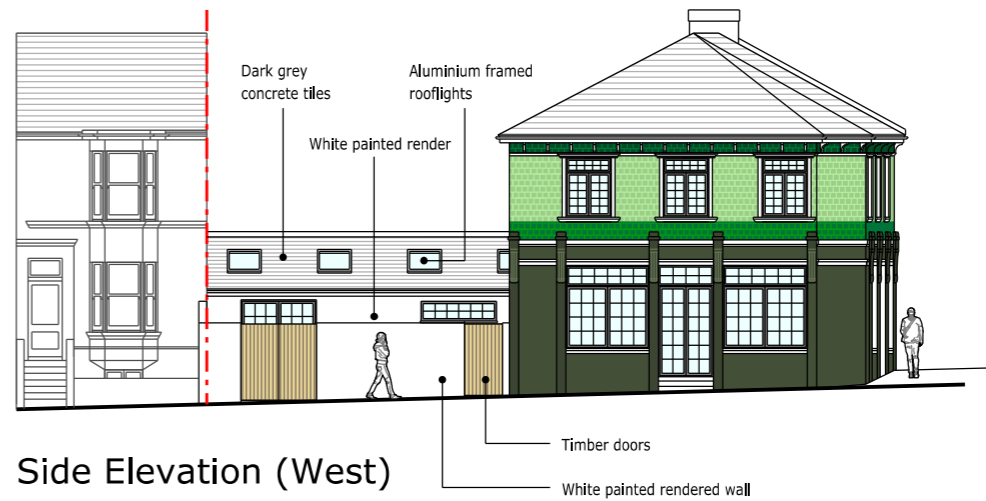 Dark grey
concrete tiles
Aluminium framed
rooflights
White painted render
Timber doors
Side Elevation (West)
White painted rendered wall